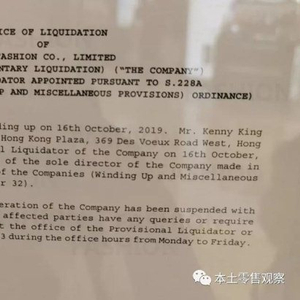 ICE OF LIQUIDATION
OF
FASHION CO., LIMITED
ENTARY LIQUIDATION) ("THE COMPANY")
DATOR APPOINTED PURSUANT TO S.228A
UP AND MISCELLANEOUS PROVISIONS) ORDINANCE)
ding up on 16th October, 2019. Mr. Kenny King
Hong Kong Plaza, 369 Des Voeux Road West, Hong
al Liquidator of the Company on 16th October,
of the sole director of the Company made in
of the Companies (Winding Up and Miscellaneous
r 32).
eration of the Company has been suspended with
affected parties have any queries or require
t the office of the Provisional Liquidator or
3 during the office hours from Monday to Friday.
本土零售观察